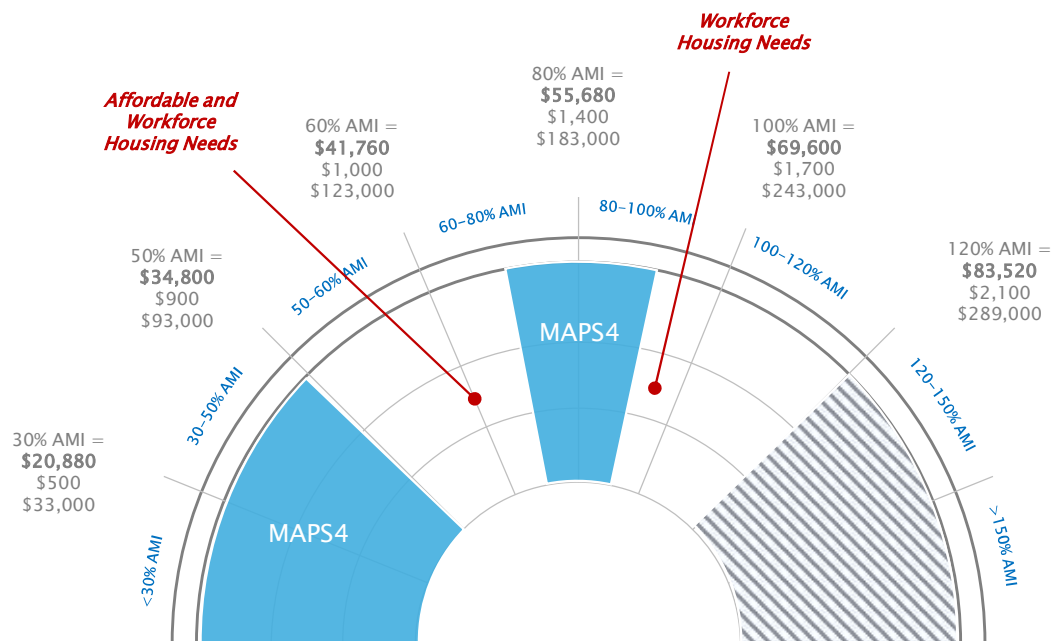 Workforce
Housing Needs
Affordable and
Workforce
Housing Needs
80% AMI =
$55,680
$1,400
$183,000
60% AMI =
$41,760
$1,000
$123,000
100% AMI =
$69,600
$1,700
$243,000
60–80% AMI
80–100% AMI
50% AMI =
$34,800
$900
$93,000
50–60% AMI
100–120% AMI
120% AMI =
$83,520
$2,100
$289,000
MAPS4
30–50% AMI
120–150% AMI
30% AMI =
$20,880
$500
$33,000
MAPS4
<30% AMI
>150% AMI